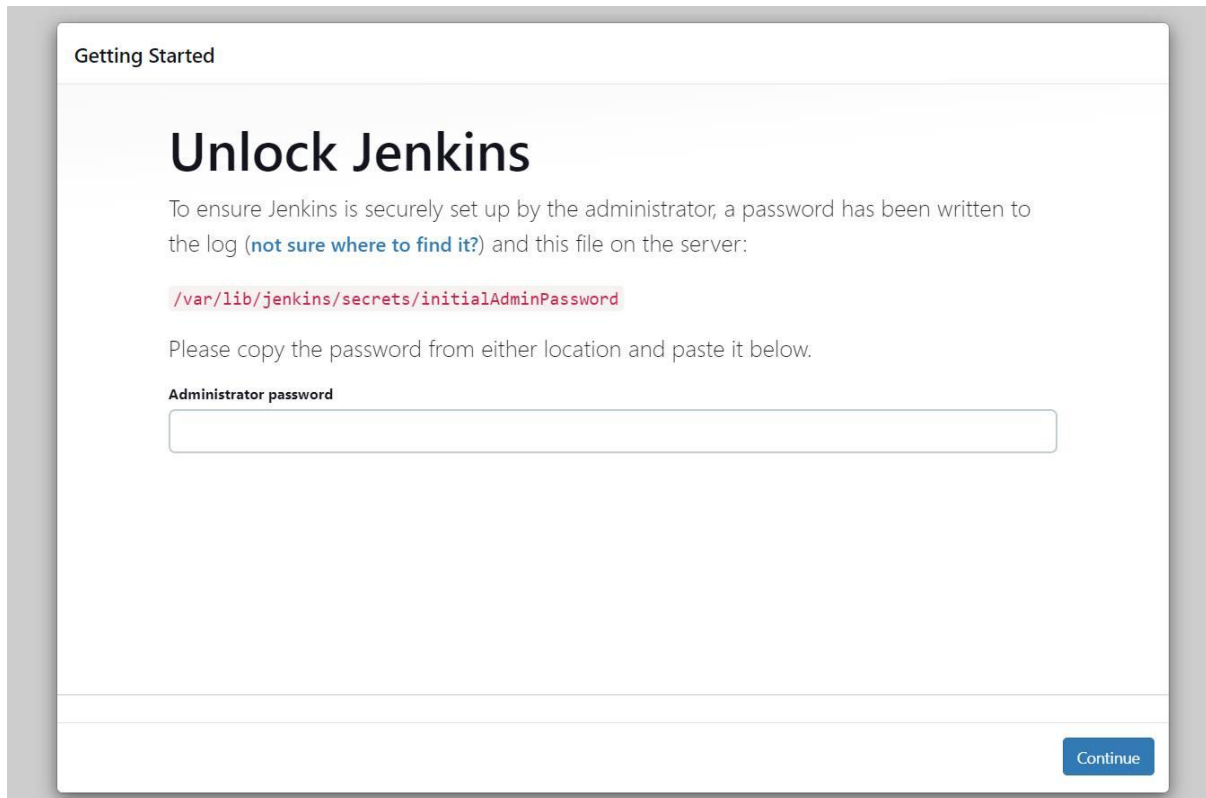 Getting Started
Unlock Jenkins
To ensure Jenkins is securely set up by the administrator, a password has been written to
the log (not sure where to find it?) and this file on the server:
/var/lib/jenkins/secrets/initialAdminPassword
Please copy the password from either location and paste it below.
Administrator password
Continue